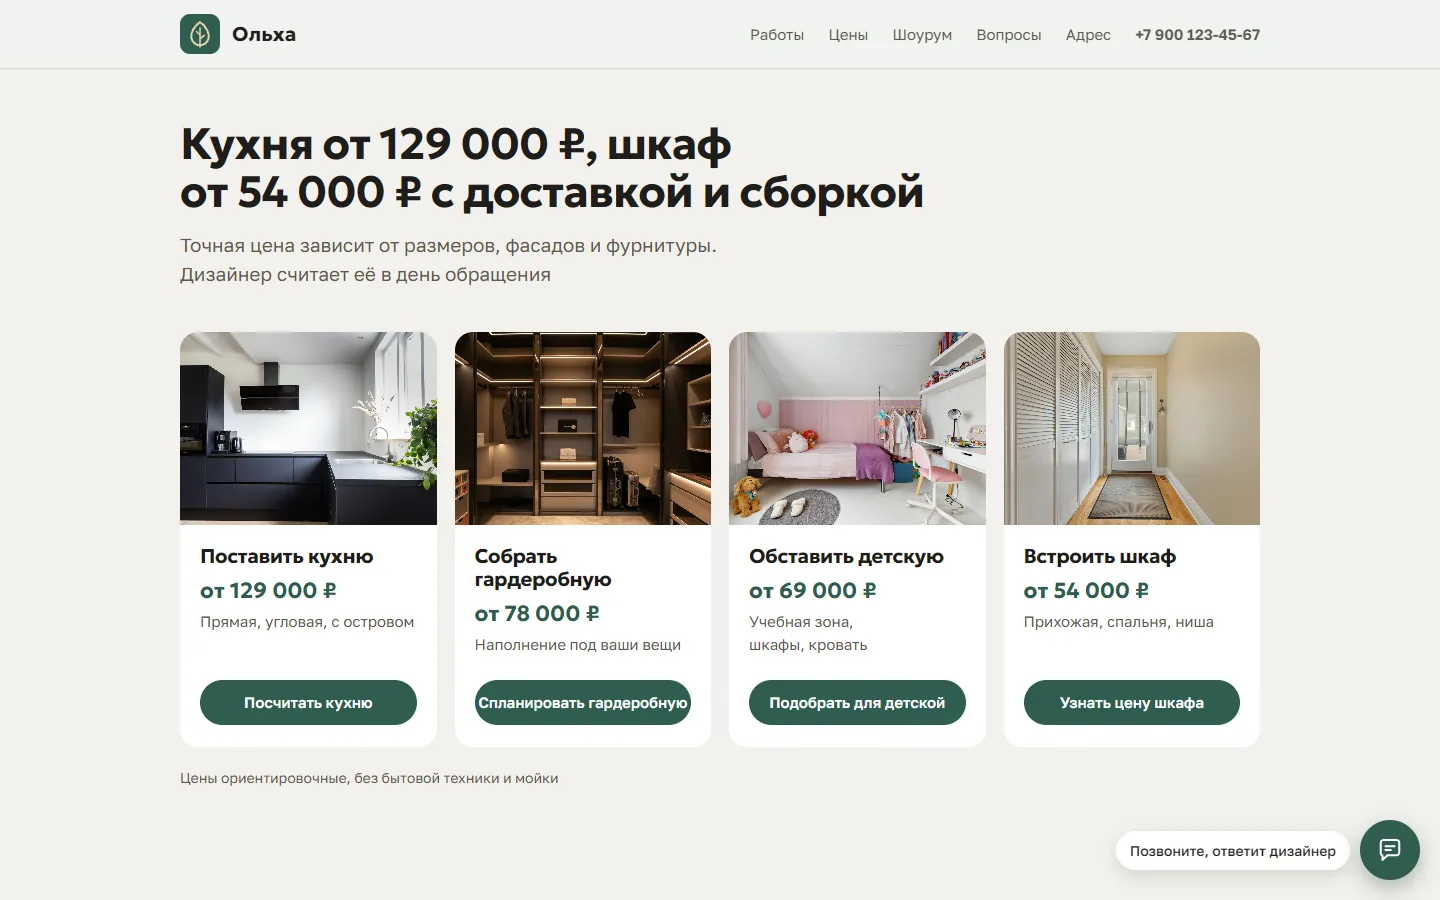 Ольха
Работы
Цены
Шоурум
Вопросы
Адрес
+7 900 123-45-67
Кухня от 129 000 ₽, шкаф
от 54 000 ₽ с доставкой и сборкой
Точная цена зависит от размеров, фасадов и фурнитуры.
Дизайнер считает её в день обращения
Поставить кухню
от 129 000 ₽
Прямая, угловая, с островом
Посчитать кухню
Собрать
гардеробную
от 78 000 ₽
Наполнение под ваши вещи
Спланировать гардеробную
Обставить детскую
от 69 000 ₽
Учебная зона,
шкафы, кровать
Подобрать для детской
Встроить шкаф
от 54 000 ₽
Прихожая, спальня, ниша
Узнать цену шкафа
Цены ориентировочные, без бытовой техники и мойки
Позвоните, ответит дизайнер